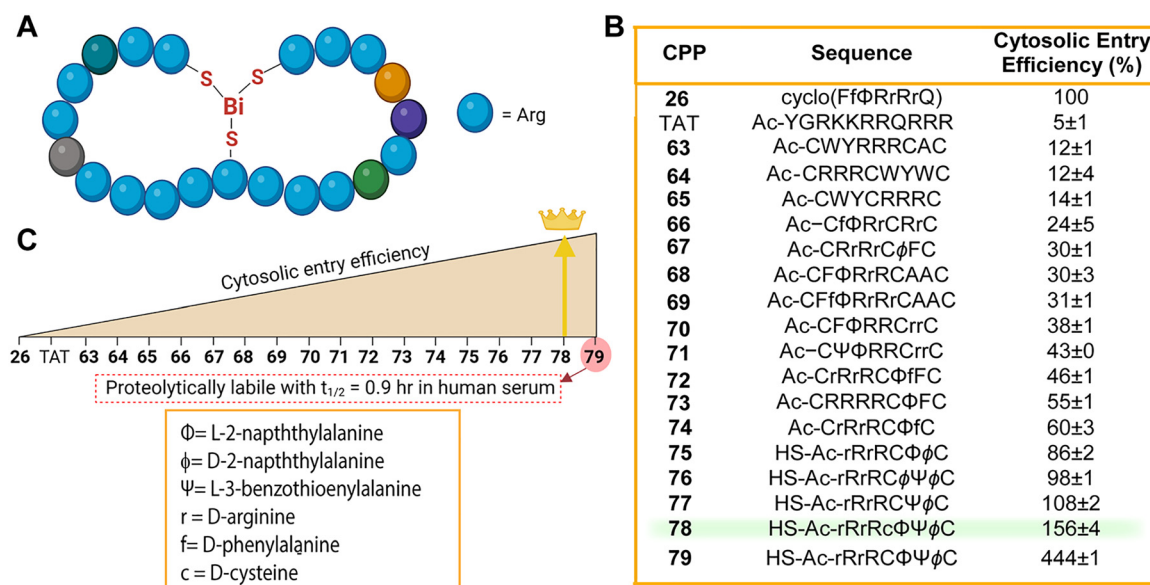 A
S
S
Bi
S
= Arg
B
CPP Sequence Cytosolic Entry Efficiency (%)
26 cyclo(FfΦRrRrQ) 100
TAT Ac-YGRKKRRQRRR 5±1
63 Ac-CWYRRRCAC 12±1
64 Ac-CRRRCWYWC 12±4
65 Ac-CWYCRRRC 14±1
66 Ac−CfΦRrCRrC 24±5
67 Ac-CRrRrCϕFC 30±1
68 Ac-CFΦRrRCAAC 30±3
69 Ac-CFfΦRrRrCAAC 31±1
70 Ac-CFΦRRCrrC 38±1
71 Ac−CΨΦRRCrrC 43±0
72 Ac-CrRrRCΦfFC 46±1
73 Ac-CRRRRCΦFC 55±1
74 Ac-CrRrRCΦfC 60±3
75 HS-Ac-rRrRCΦϕC 86±2
76 HS-Ac-rRrRCϕΨϕC 98±1
77 HS-Ac-rRrRCΨϕC 108±2
78 HS-Ac-rRrRcΦΨϕC 156±4
79 HS-Ac-rRrRCΦΨϕC 444±1
C
Cytosolic entry efficiency
26 TAT 63 64 65 66 67 68 69 70 71 72 73 74 75 76 77 78 79
Proteolytically labile with t1/2 = 0.9 hr in human serum
Φ= L-2-napththylalanine
ϕ= D-2-napththylalanine
Ψ= L-3-benzothioenylalanine
r = D-arginine
f= D-phenylalanine
c = D-cysteine